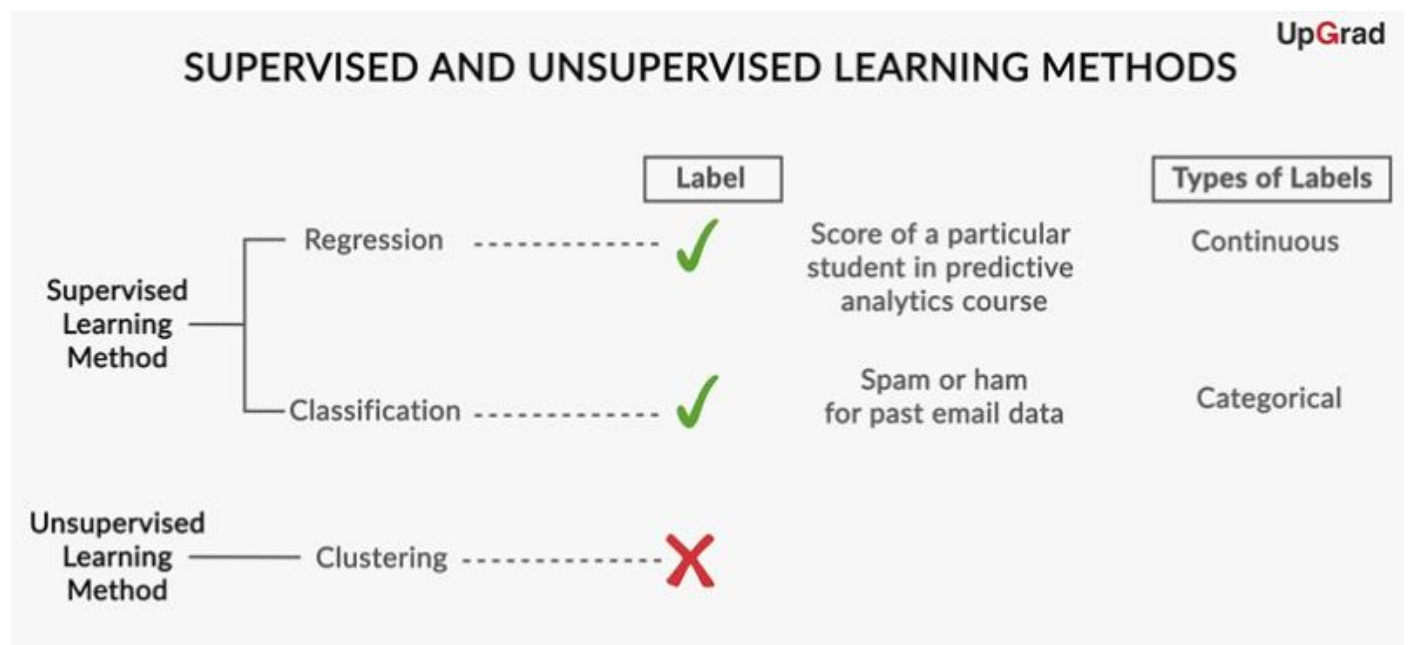 UpGrad
SUPERVISED AND UNSUPERVISED LEARNING METHODS
Label
Types of Labels
Regression
Score of a particular
student in predictive
analytics course
Continuous
Supervised
Learning
Method
Classification
Spam or ham
for past email data
Categorical
Unsupervised
Learning
Method
Clustering